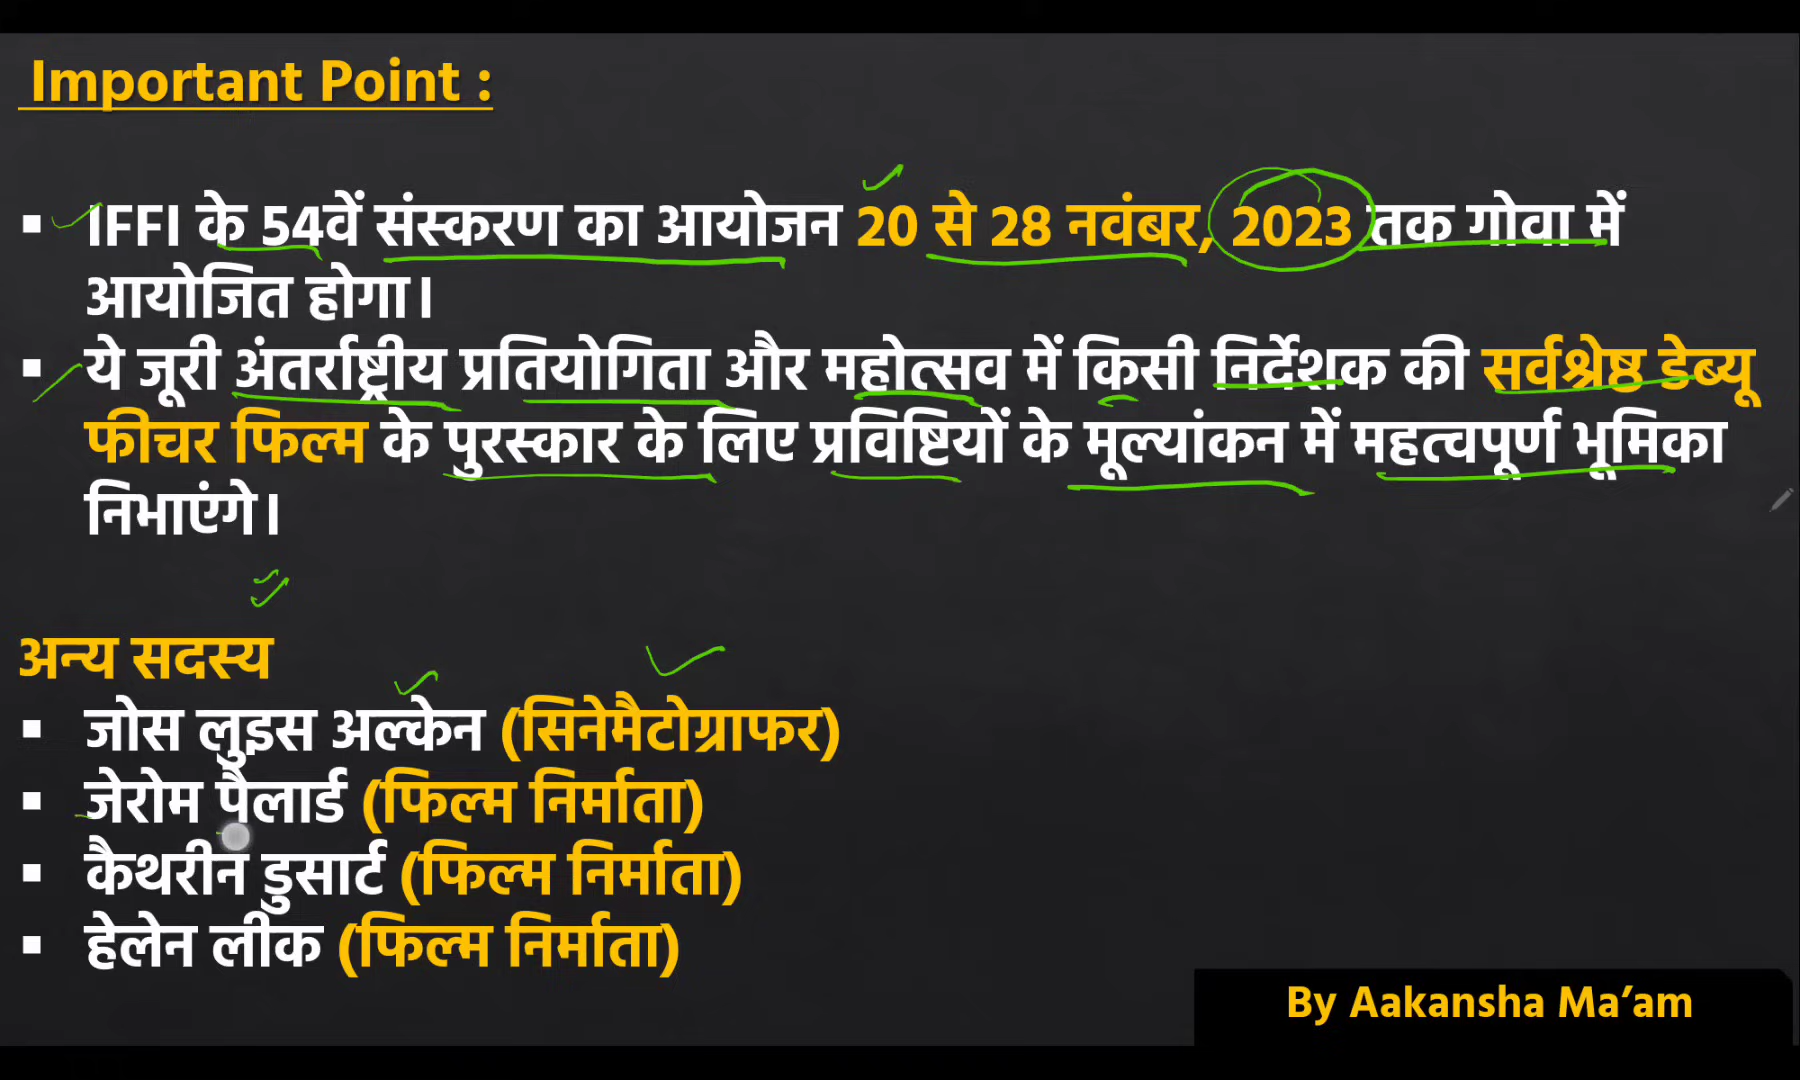 Important Point :
▪ IFFI के 54वें संस्करण का आयोजन 20 से 28 नवंबर, 2023 तक गोवा में
आयोजित होगा।
▪ ये जूरी अंतर्राष्ट्रीय प्रतियोगिता और महोत्सव में किसी निर्देशक की सर्वश्रेष्ठ डेब्यू
फीचर फिल्म के पुरस्कार के लिए प्रविष्टियों के मूल्यांकन में महत्वपूर्ण भूमिका
निभाएंगे।
अन्य सदस्य
▪ जोस लुइस अल्केन (सिनेमैटोग्राफर)
▪ जेरोम पैलार्ड (फिल्म निर्माता)
▪ कैथरीन डुसार्ट (फिल्म निर्माता)
▪ हेलेन लीक (फिल्म निर्माता)
By Aakansha Ma’am